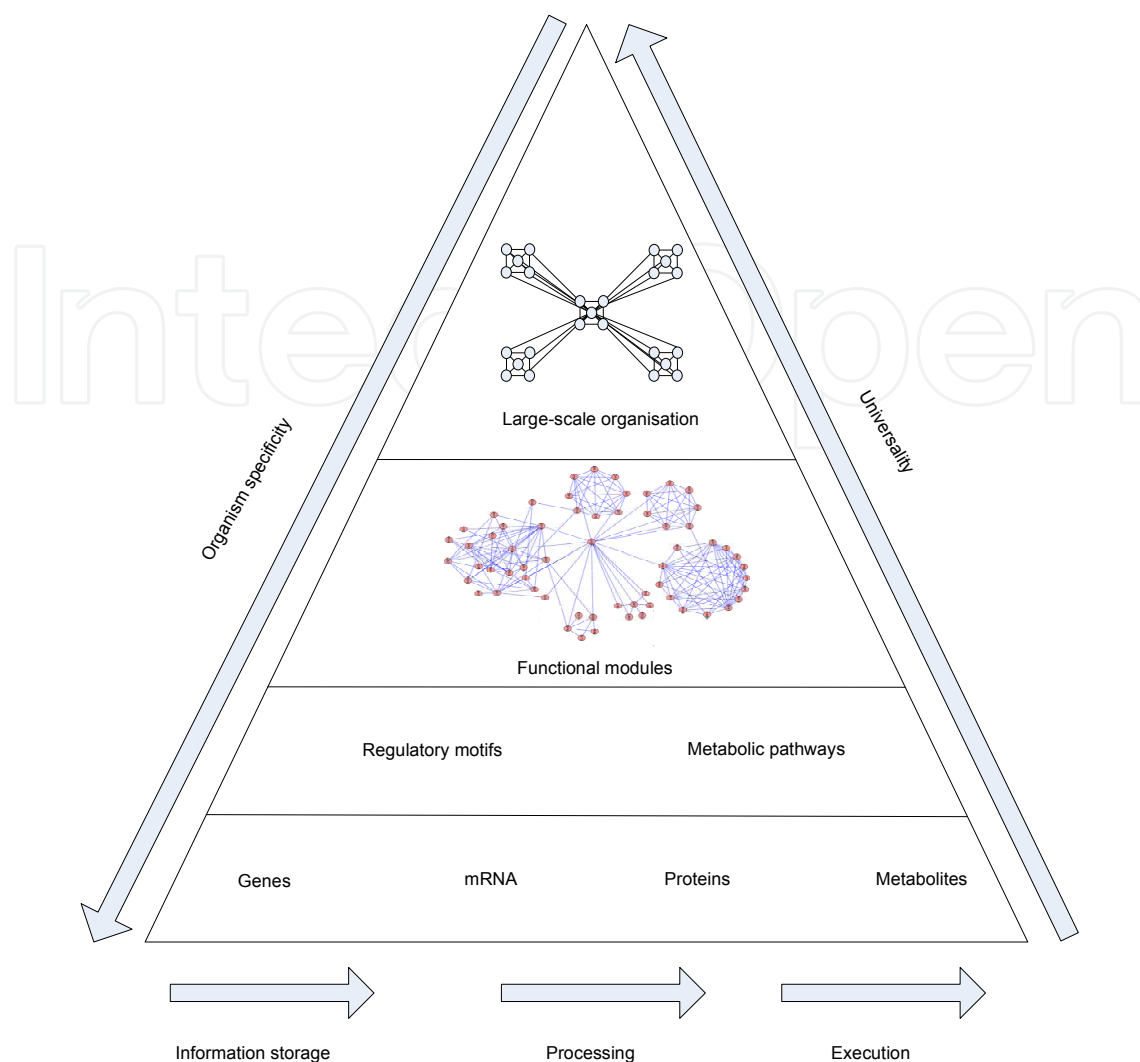 Large-scale organisation
Organism specificity
Universality
Functional modules
Regulatory motifs
Metabolic pathways
Genes
mRNA
Proteins
Metabolites
Information storage
Processing
Execution